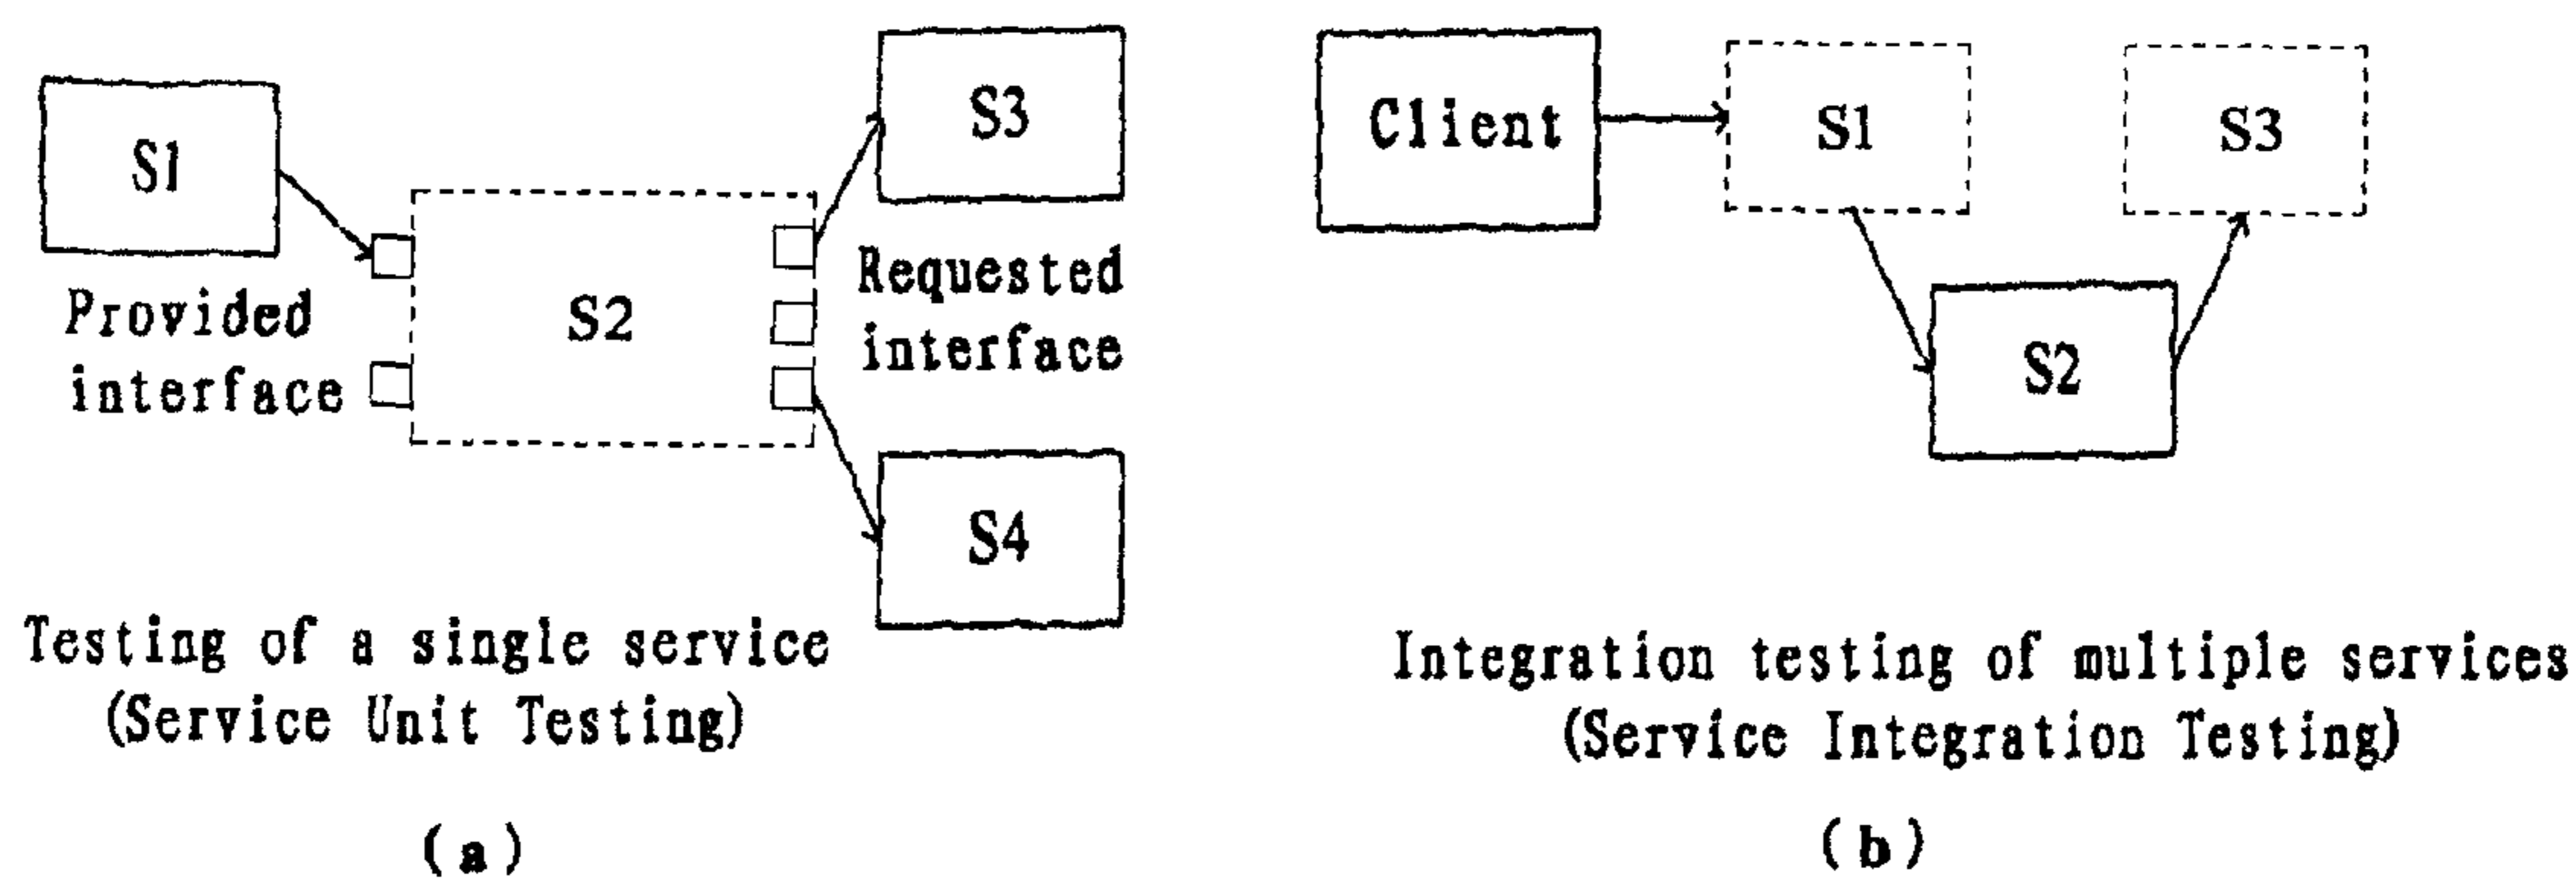 S1
Provided
interface
S2
S3
Requested
interface
S4
Testing of a single service
(Service Unit Testing)
(a)
Client
S1
S3
S2
Integration testing of multiple services
(Service Integration Testing)
(b)